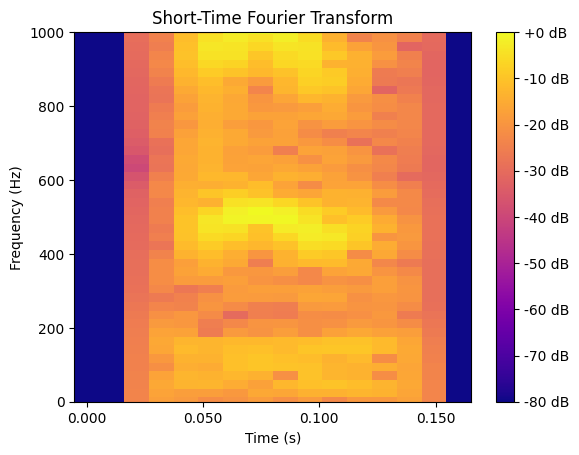 Short-Time Fourier Transform
1000
800
600
400
200
0
Frequency (Hz)
0.000
0.050
0.100
0.150
Time (s)
+0 dB
-10 dB
-20 dB
-30 dB
-40 dB
-50 dB
-60 dB
-70 dB
-80 dB